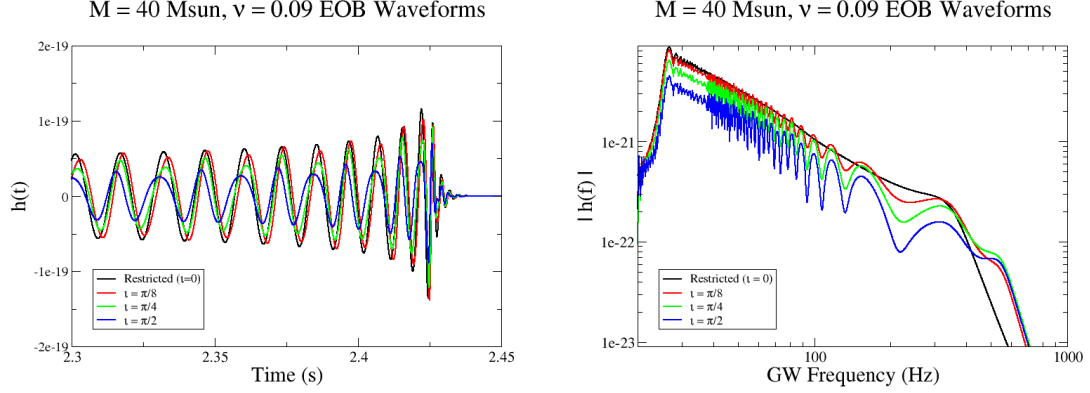 M = 40 Msun, ν = 0.09 EOB Waveforms
2e-19
1e-19
0
-1e-19
-2e-19
h(t)
Restricted (ι=0)
ι = π/8
ι = π/4
ι = π/2
2.3
2.35
2.4
2.45
Time (s)
M = 40 Msun, ν = 0.09 EOB Waveforms
1e-21
1e-22
1e-23
| h(f) |
Restricted (ι = 0)
ι = π/8
ι = π/4
ι = π/2
100
1000
GW Frequency (Hz)